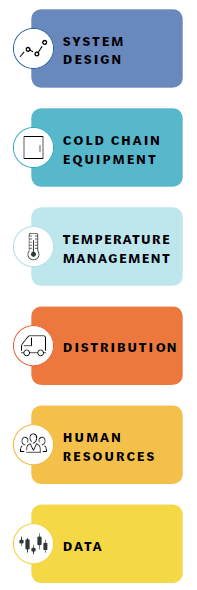 SYSTEM
DESIGN
COLD CHAIN
EQUIPMENT
TEMPERATURE
MANAGEMENT
DISTRIBUTION
HUMAN
RESOURCES
DATA